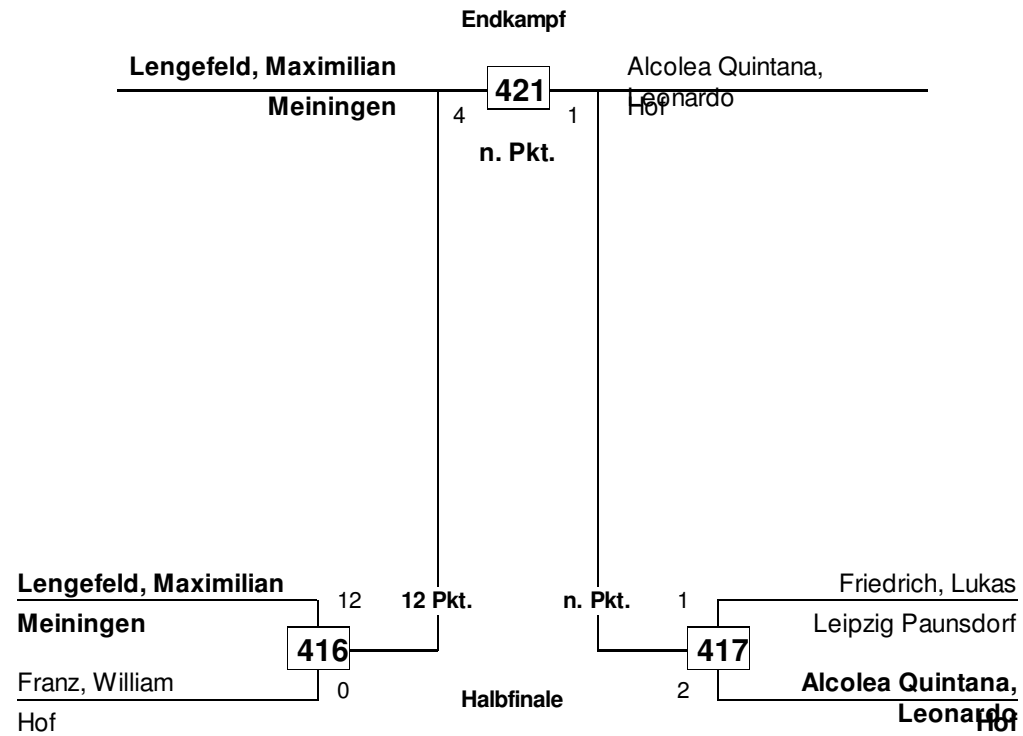 Endkampf
Lengefeld, Maximilian
Meiningen
421
Alcolea Quintana,
Leonardo
Hof
4
1
n. Pkt.
Lengefeld, Maximilian
Meiningen
12
12 Pkt.
416
Franz, William
Hof
0
Halbfinale
n. Pkt.
1
Friedrich, Lukas
Leipzig Paunsdorf
417
2
Alcolea Quintana,
Leonardo
Hof